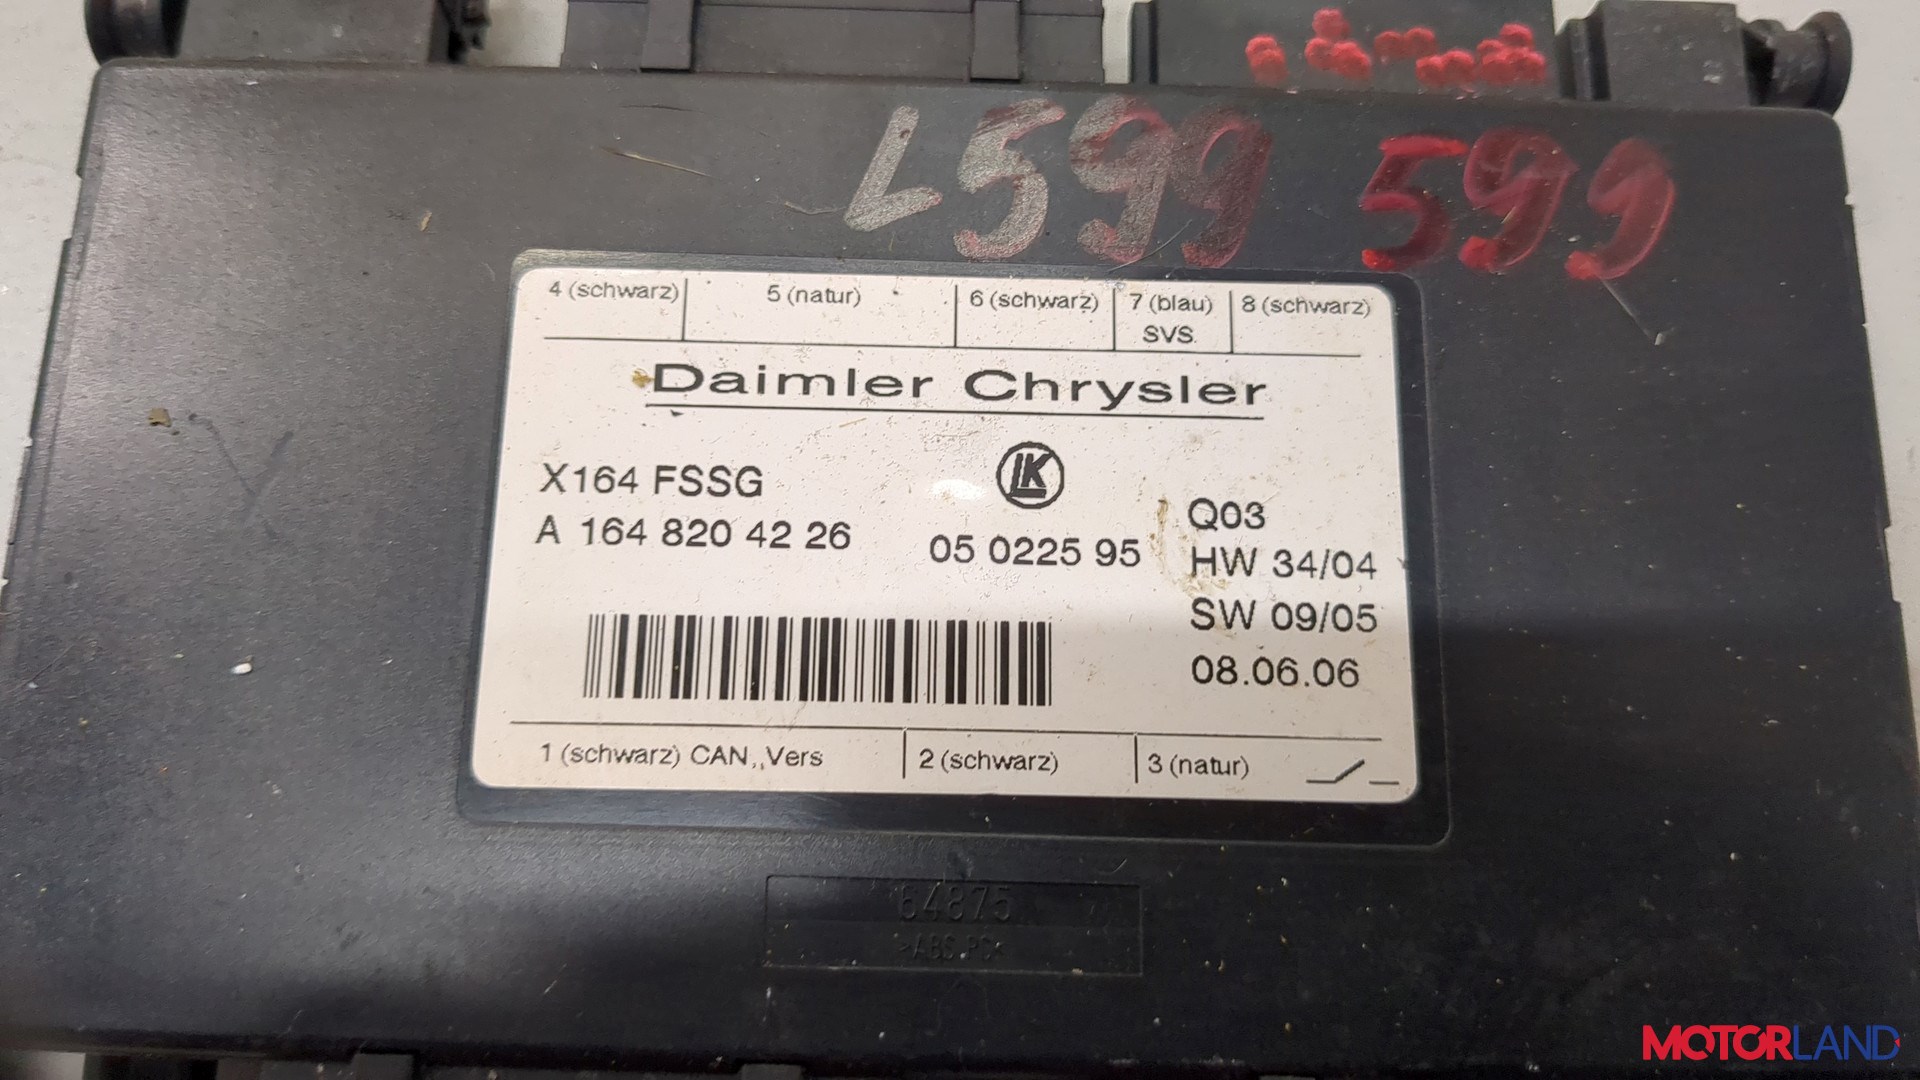 L599 599
4 (schwarz) 5 (natur) 6 (schwarz) 7 (blau) 8 (schwarz)
SVS
Daimler Chrysler
X164 FSSG
LK
A 164 820 42 26
05 0225 95
Q03
HW 34/04
SW 09/05
08.06.06
1 (schwarz) CAN,,Vers 2 (schwarz) 3 (natur)
64875
>ABS PC<
MOTORLAND